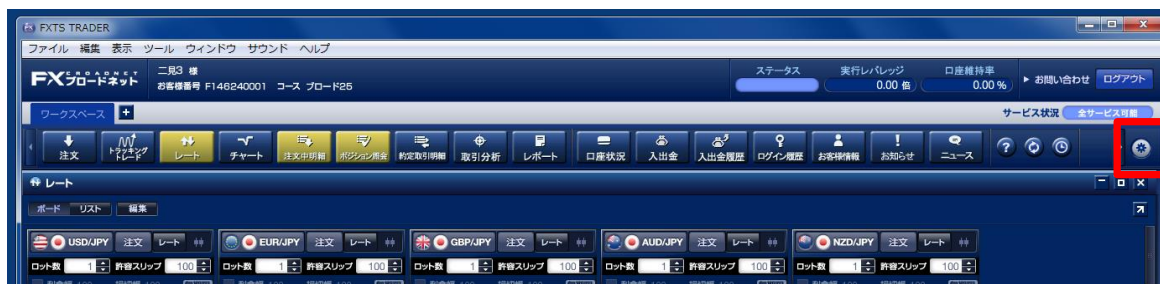 FXTS TRADER
ファイル 編集 表示 ツール ウィンドウ サウンド ヘルプ
FXブロードネット BROADNET
二見3 様
お客様番号 F146240001 コース ブロード25
ステータス 実行レバレッジ 口座維持率
0.00 倍 0.00 %
お問い合わせ ログアウト
ワークスペース +
サービス状況 全サービス可能
注文 トラッキングトレード レート チャート 注文中明細 ポジション照会 約定取引明細 取引分析 レポート 口座状況 入出金 入出金履歴 ログイン履歴 お客様情報 お知らせ ニュース ?
レート
ボード リスト 編集
USD/JPY 注文 レート EUR/JPY 注文 レート GBP/JPY 注文 レート AUD/JPY 注文 レート NZD/JPY 注文 レート
ロット数 1 許容スリップ 100 ロット数 1 許容スリップ 100 ロット数 1 許容スリップ 100 ロット数 1 許容スリップ 100 ロット数 1 許容スリップ 100